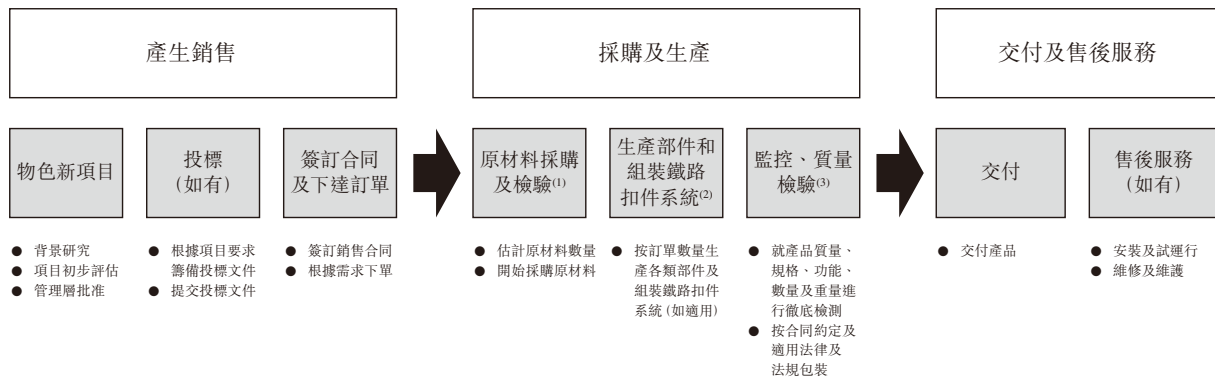 產生銷售
採購及生產
交付及售後服務
物色新項目
投標
(如有)
簽訂合同
及下達訂單
原材料採購
及檢驗(1)
生產部件和
組裝鐵路
扣件系統(2)
監控、質量
檢驗(3)
交付
售後服務
(如有)
● 背景研究
● 項目初步評估
● 管理層批准
● 根據項目要求
籌備投標文件
● 提交投標文件
● 簽訂銷售合同
● 根據需求下單
● 估計原材料數量
● 開始採購原材料
● 按訂單數量生
產各類部件及
組裝鐵路扣件
系統(如適用)
● 就產品質量、
規格、功能、
數量及重量進
行徹底檢測
● 按合同約定及
適用法律及
法規包裝
● 交付產品
● 安裝及試運行
● 維修及維護